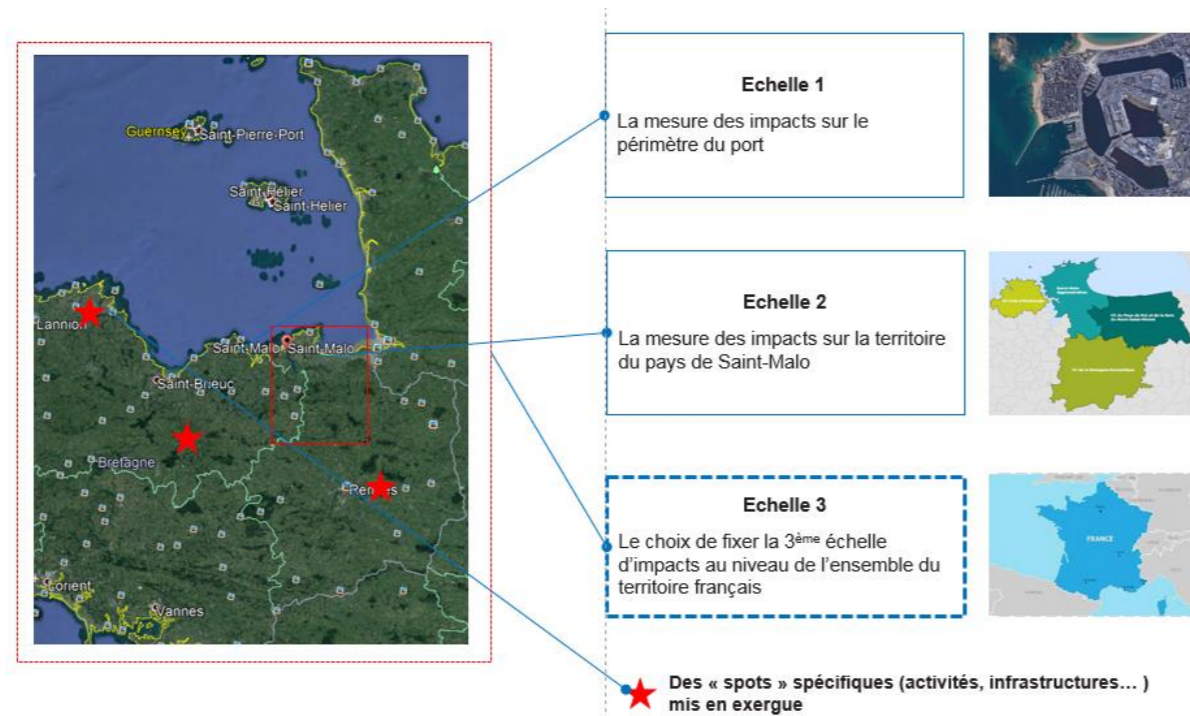 Guernsey
Saint-Pierre-Port
Saint Hélier
Saint-Helier
Lannion
Saint-Malo
Saint-Malo
Saint-Brieuc
Bretagne
Rennes
Lorient
Vannes
Echelle 1
La mesure des impacts sur le
périmètre du port
Echelle 2
La mesure des impacts sur la territoire
du pays de Saint-Malo
Echelle 3
Le choix de fixer la 3ème échelle
d’impacts au niveau de l’ensemble du
territoire français
FRANCE
Des « spots » spécifiques (activités, infrastructures… )
mis en exergue